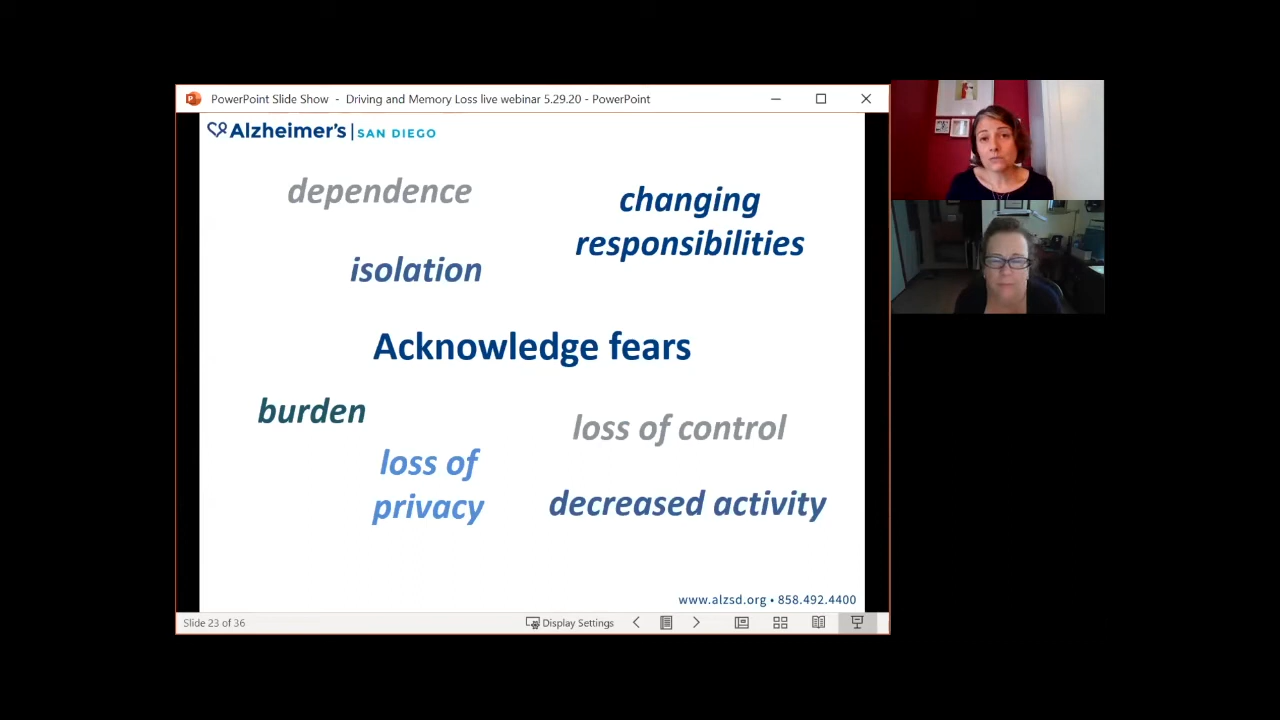 PowerPoint Slide Show - Driving and Memory Loss live webinar 5.29.20 - PowerPoint
Alzheimer's | SAN DIEGO
dependence
changing
responsibilities
isolation
Acknowledge fears
burden
loss of control
loss of
privacy
decreased activity
www.alzsd.org • 858.492.4400
Slide 23 of 36
Display Settings